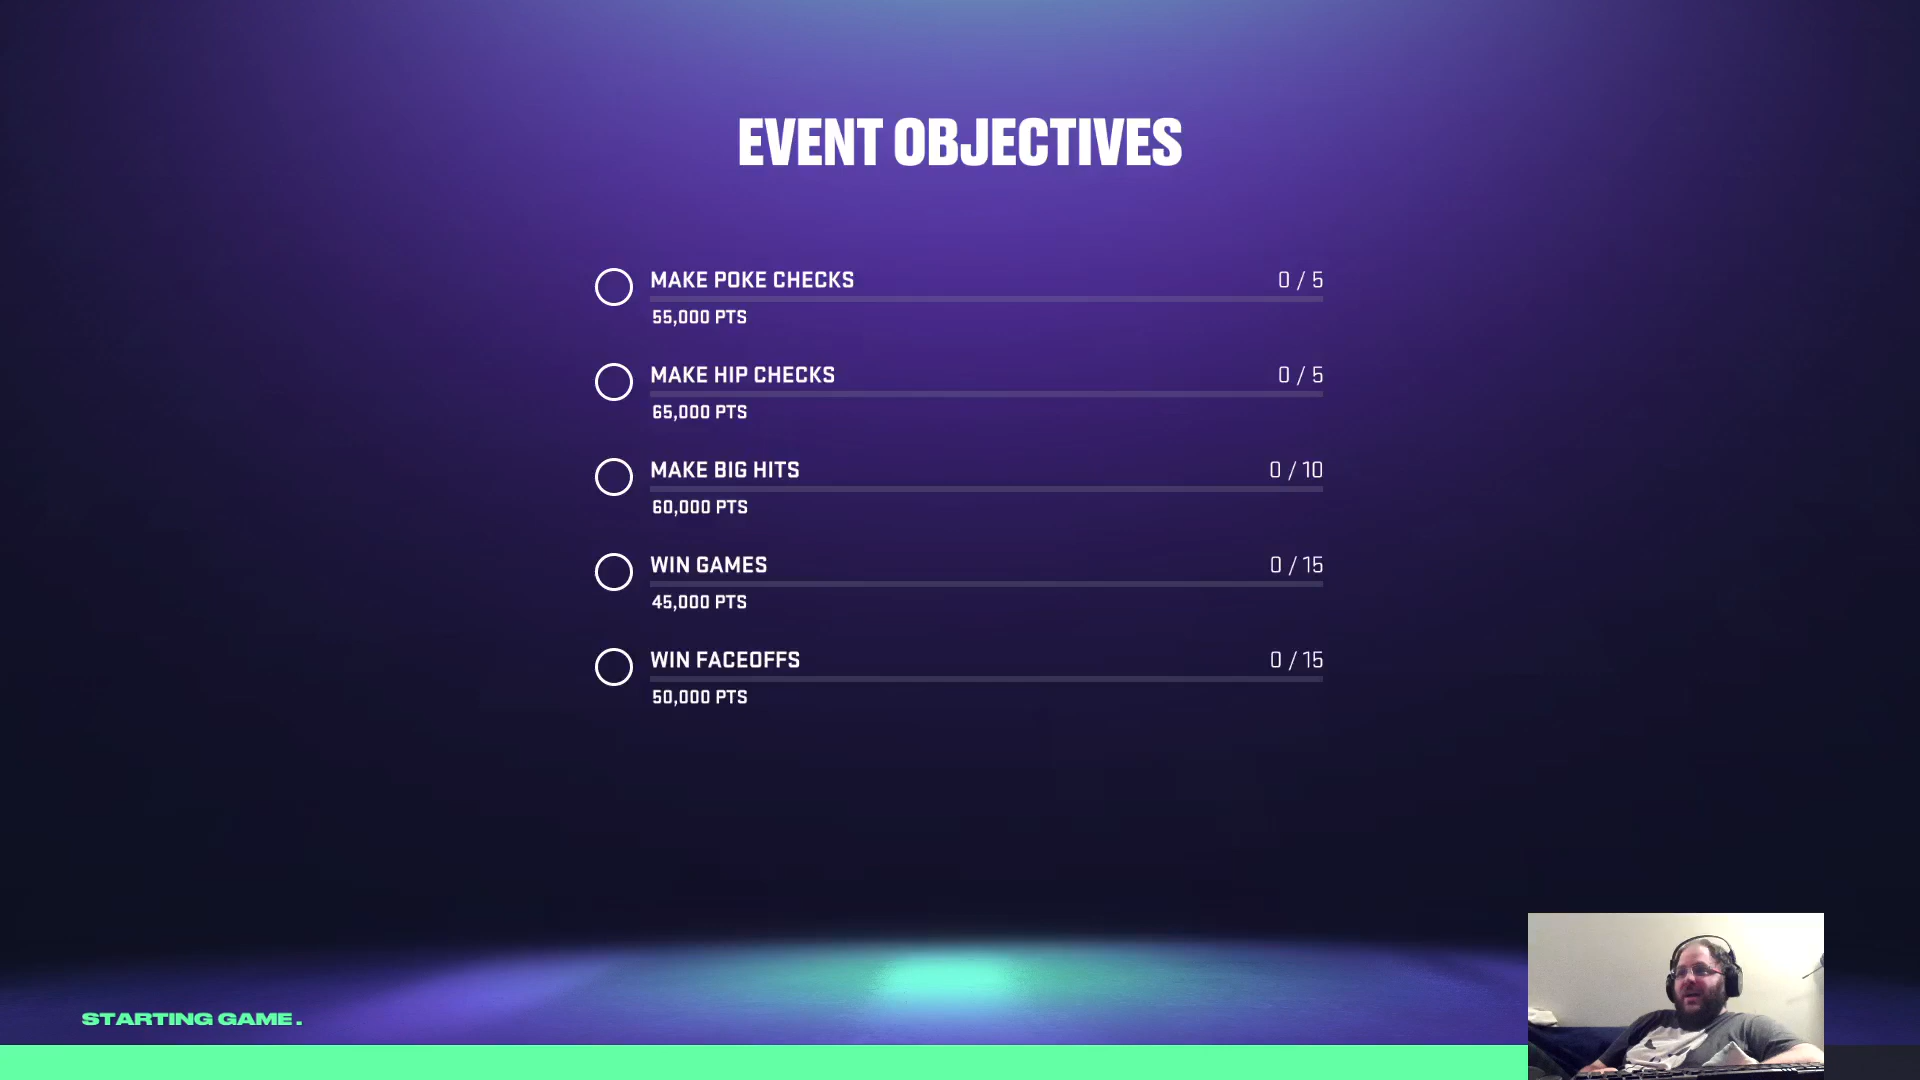 EVENT OBJECTIVES
MAKE POKE CHECKS 0 / 5
55,000 PTS
MAKE HIP CHECKS 0 / 5
65,000 PTS
MAKE BIG HITS 0 / 10
60,000 PTS
WIN GAMES 0 / 15
45,000 PTS
WIN FACEOFFS 0 / 15
50,000 PTS
STARTING GAME.